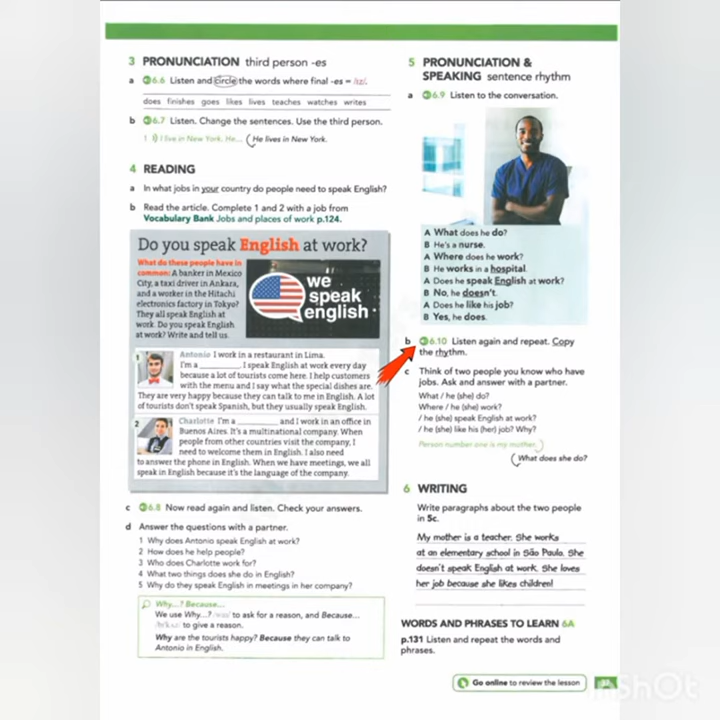 3 PRONUNCIATION third person -es
a 6.6 Listen and circle the words where final -es = /ɪz/.
does finishes goes likes lives teaches watches writes
b 6.7 Listen. Change the sentences. Use the third person.
1 I live in New York. He... He lives in New York.
4 READING
a In what jobs in your country do people need to speak English?
b Read the article. Complete 1 and 2 with a job from
Vocabulary Bank Jobs and places of work p.124.
Do you speak English at work?
What do these people have in
common: A banker in Mexico
City, a taxi driver in Ankara,
and a worker in the Hitachi
electronics factory in Tokyo?
They all speak English at
work. Do you speak English
at work? Write and tell us.
we
speak
english
1 Antonio I work in a restaurant in Lima.
I'm a __________. I speak English at work every day
because a lot of tourists come here. I help customers
with the menu and I say what the special dishes are.
They are very happy because they can talk to me in English. A lot
of tourists don't speak Spanish, but they usually speak English.
2 Charlotte I'm a __________ and I work in an office in
Buenos Aires. It's a multinational company. When
people from other countries visit the company, I
need to welcome them in English. I also need
to answer the phone in English. When we have meetings, we all
speak in English because it's the language of the company.
c 6.8 Now read again and listen. Check your answers.
d Answer the questions with a partner.
1 Why does Antonio speak English at work?
2 How does he help people?
3 Who does Charlotte work for?
4 What two things does she do in English?
5 Why do they speak English in meetings in her company?
Why...? Because...
We use Why...? to ask for a reason, and Because...
to give a reason.
Why are the tourists happy? Because they can talk to
Antonio in English.
5 PRONUNCIATION &
SPEAKING sentence rhythm
a 6.9 Listen to the conversation.
A What does he do?
B He's a nurse.
A Where does he work?
B He works in a hospital.
A Does he speak English at work?
B No, he doesn't.
A Does he like his job?
B Yes, he does.
b 6.10 Listen again and repeat. Copy
the rhythm.
c Think of two people you know who have
jobs. Ask and answer with a partner.
What / he (she) do?
Where / he (she) work?
/ he (she) speak English at work?
/ he (she) like his (her) job? Why?
Person number one is my mother.
What does she do?
6 WRITING
Write paragraphs about the two people
in 5c.
My mother is a teacher. She works
at an elementary school in São Paulo. She
doesn't speak English at work. She loves
her job because she likes children!
WORDS AND PHRASES TO LEARN 6A
p.131 Listen and repeat the words and
phrases.
Go online to review the lesson